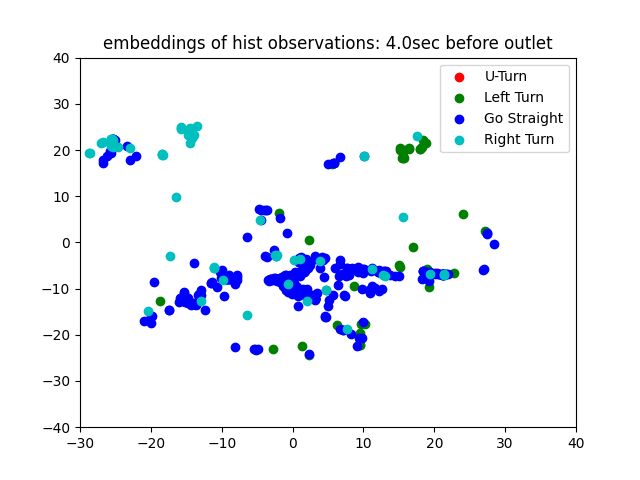 embeddings of hist observations: 4.0sec before outlet
U-Turn
Left Turn
Go Straight
Right Turn
40
30
20
10
0
−10
−20
−30
−40
−30 −20 −10 0 10 20 30 40